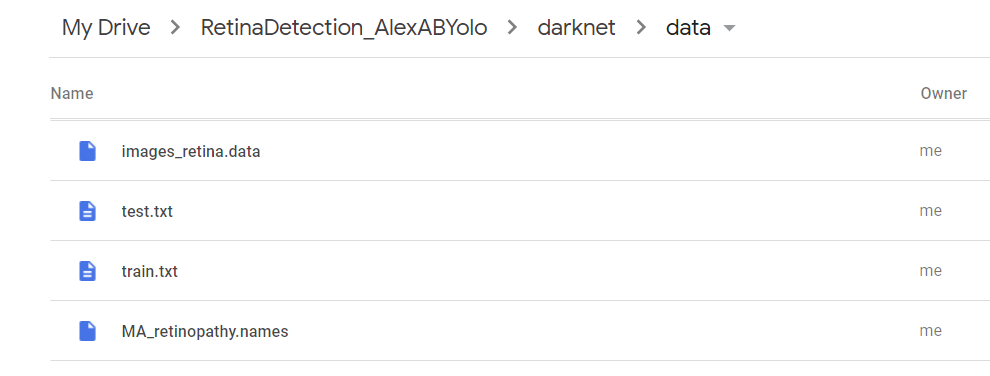 My Drive > RetinaDetection_AlexABYolo > darknet > data
Name Owner
images_retina.data me
test.txt me
train.txt me
MA_retinopathy.names me